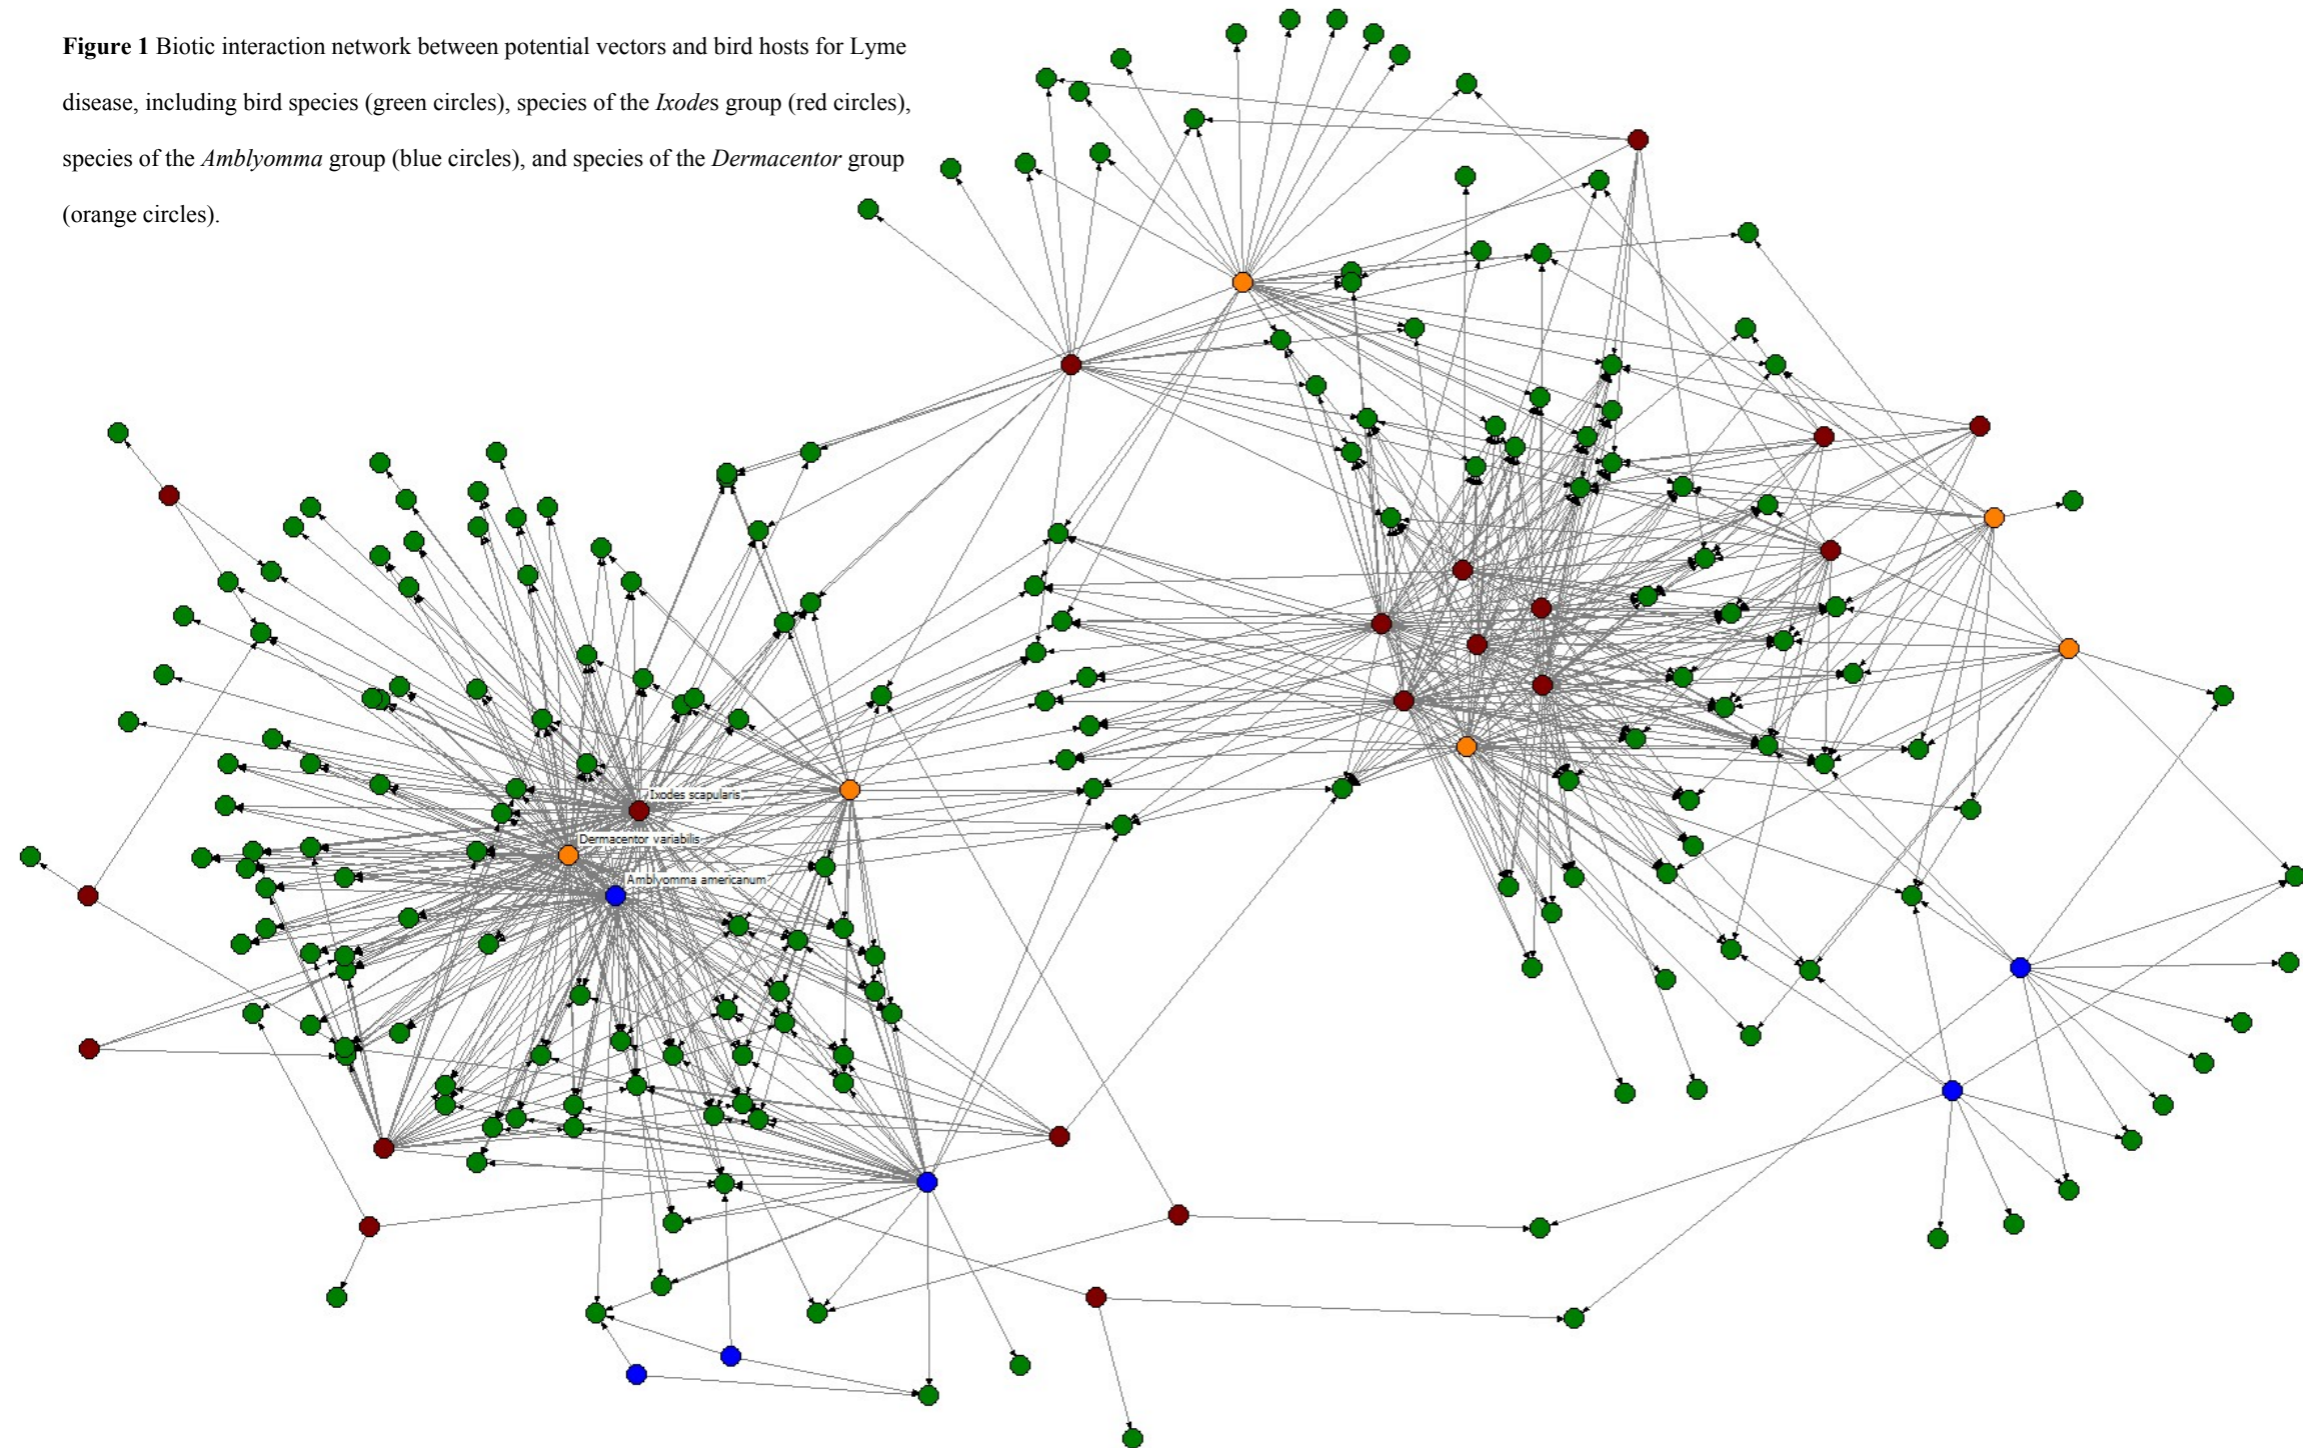 Figure 1 Biotic interaction network between potential vectors and bird hosts for Lyme
disease, including bird species (green circles), species of the Ixodes group (red circles),
species of the Amblyomma group (blue circles), and species of the Dermacentor group
(orange circles).
Ixodes scapularis
Dermacentor variabilis
Amblyomma americanum